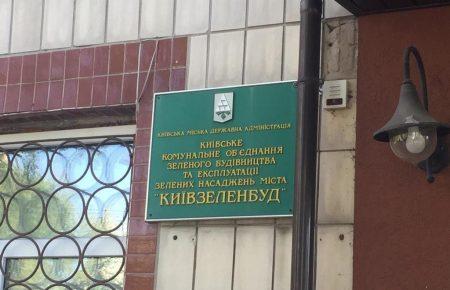 КИЇВСЬКА МІСЬКА ДЕРЖАВНА АДМІНІСТРАЦІЯ
КИЇВСЬКЕ
КОМУНАЛЬНЕ ОБ'ЄДНАННЯ
ЗЕЛЕНОГО БУДІВНИЦТВА
ТА ЕКСПЛУАТАЦІЇ
ЗЕЛЕНИХ НАСАДЖЕНЬ МІСТА
"КИЇВЗЕЛЕНБУД"